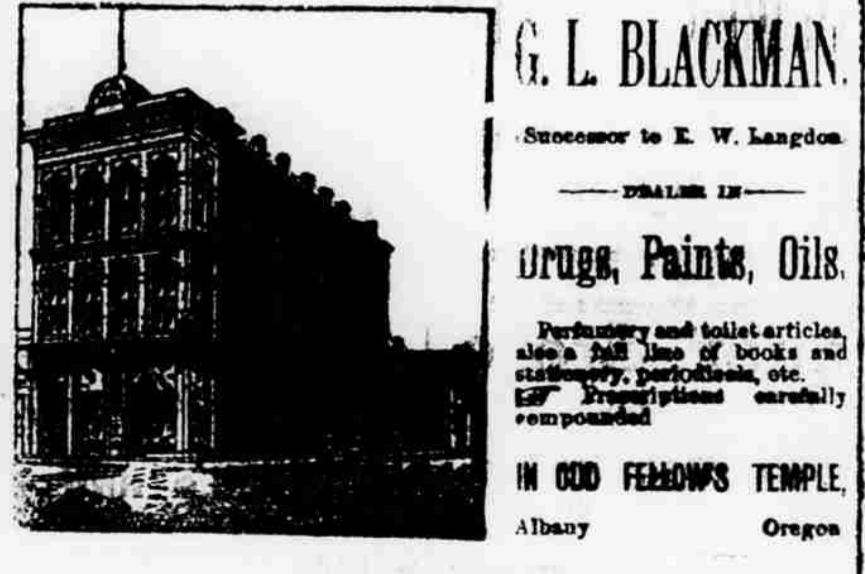 G. L. BLACKMAN.
Successor to E. W. Langdon
DEALER IN
Drugs, Paints, Oils,
Perfumery and toilet articles,
also a full line of books and
stationery, periodicals, etc.
☞ Prescriptions carefully
compounded
IN ODD FELLOW'S TEMPLE,
Albany Oregon